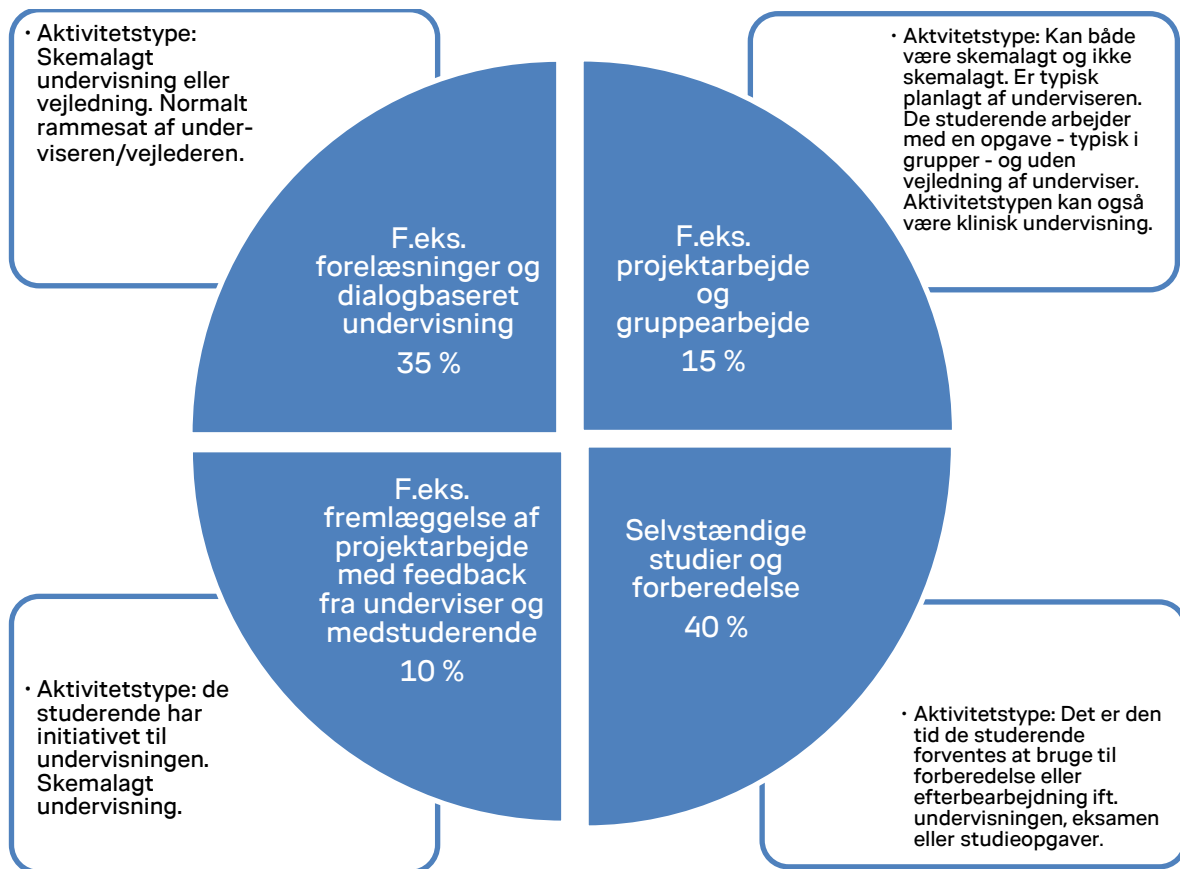 · Aktivitetstype:
Skemalagt
undervisning eller
vejledning. Normalt
rammesat af under-
viseren/vejlederen.
· Aktvitetstype: Kan både
være skemalagt og ikke
skemalagt. Er typisk
planlagt af underviseren.
De studerende arbejder
med en opgave - typisk i
grupper - og uden
vejledning af underviser.
Aktivitetstypen kan også
være klinisk undervisning.
F.eks.
forelæsninger og
dialogbaseret
undervisning
35 %
F.eks.
projektarbejde
og
gruppearbejde
15 %
F.eks.
fremlæggelse af
projektarbejde
med feedback
fra underviser og
medstuderende
10 %
Selvstændige
studier og
forberedelse
40 %
· Aktivitetstype: de
studerende har
initiativet til
undervisningen.
Skemalagt
undervisning.
· Aktivitetstype: Det er den
tid de studerende
forventes at bruge til
forberedelse eller
efterbearbejdning ift.
undervisningen, eksamen
eller studieopgaver.